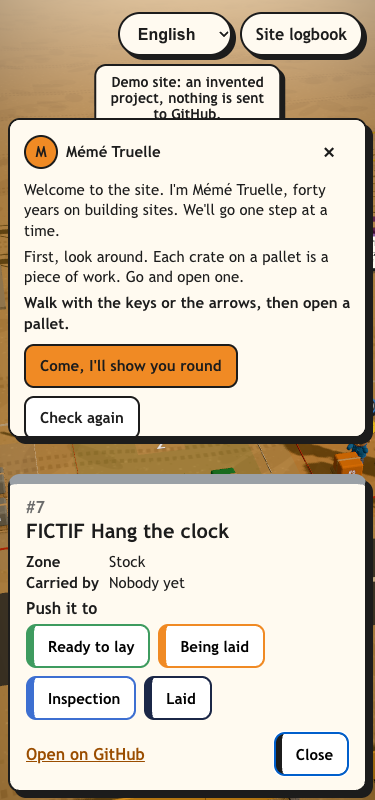 English
Site logbook
Demo site: an invented
project, nothing is sent
to GitHub.
M
Mémé Truelle
×
Welcome to the site. I'm Mémé Truelle, forty
years on building sites. We'll go one step at a
time.
First, look around. Each crate on a pallet is a
piece of work. Go and open one.
Walk with the keys or the arrows, then open a
pallet.
Come, I'll show you round
Check again
#7
FICTIF Hang the clock
Zone Stock
Carried by Nobody yet
Push it to
Ready to lay
Being laid
Inspection
Laid
Open on GitHub
Close